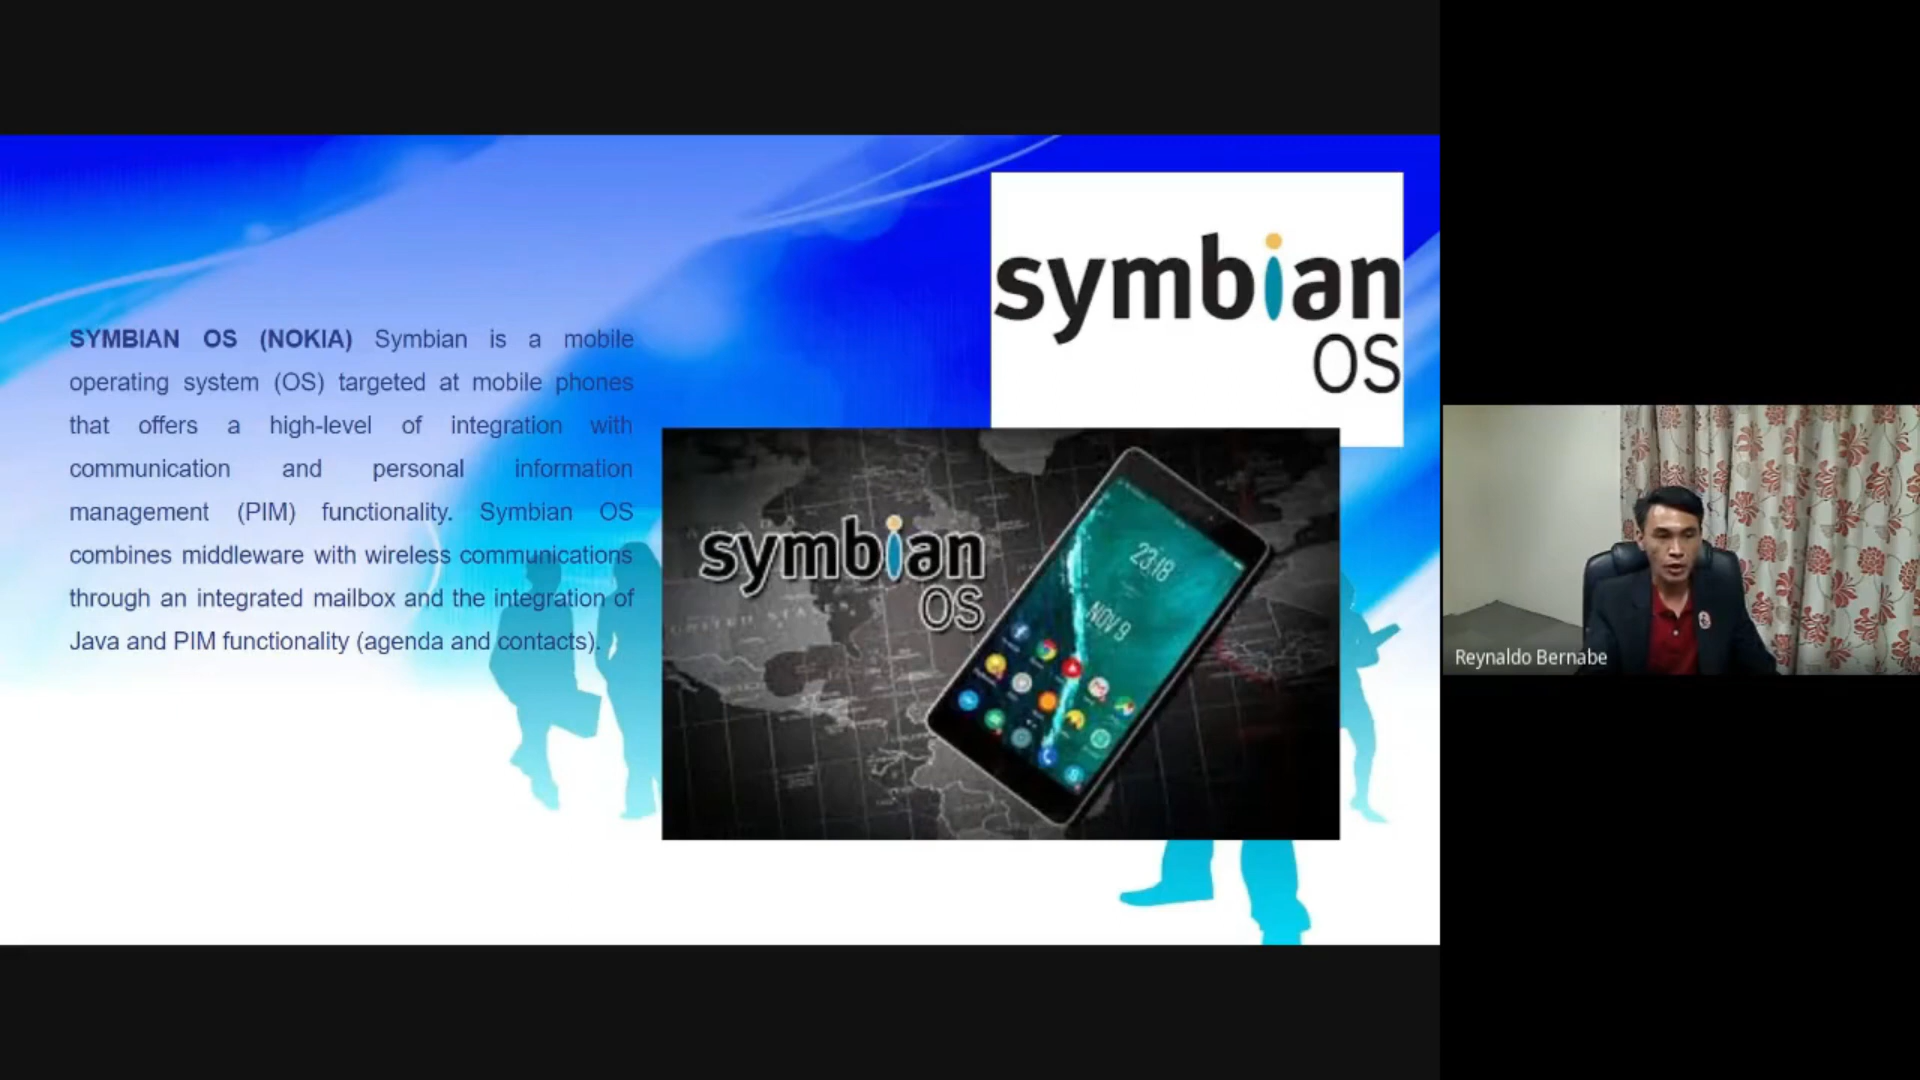 symbian
OS
SYMBIAN OS (NOKIA) Symbian is a mobile
operating system (OS) targeted at mobile phones
that offers a high-level of integration with
communication and personal information
management (PIM) functionality. Symbian OS
combines middleware with wireless communications
through an integrated mailbox and the integration of
Java and PIM functionality (agenda and contacts).
symbian
OS
23:18
NOV 9
UNITED STATES
Reynaldo Bernabe